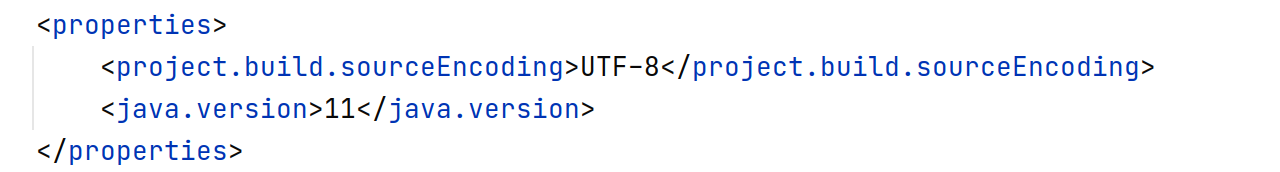 <properties>
    <project.build.sourceEncoding>UTF-8</project.build.sourceEncoding>
    <java.version>11</java.version>
</properties>